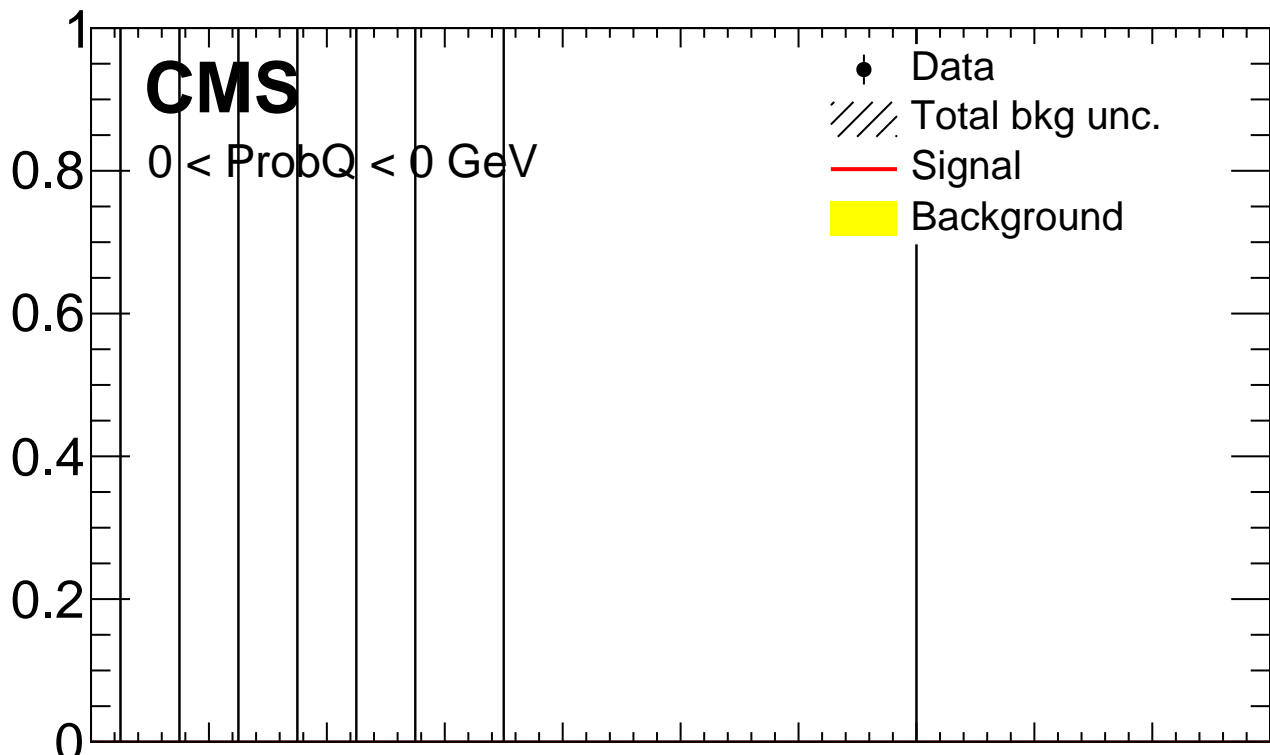 1
CMS
Data
Total bkg unc.
0 < ProbQ < 0 GeV
0.8
Signal
Background
0.6
0.4
0.2
0